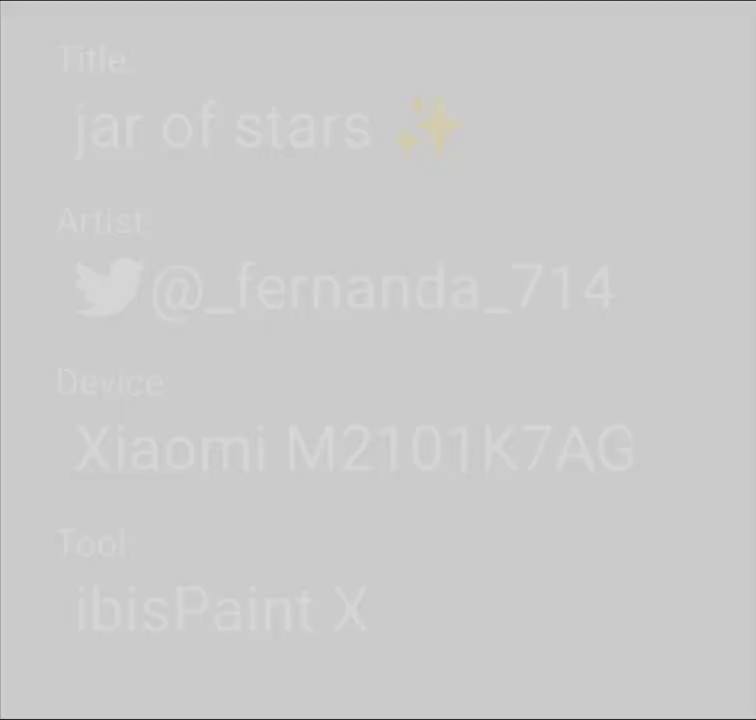 Title:
jar of stars ✨
Artist:
@_fernanda_714
Device:
Xiaomi M2101K7AG
Tool:
ibisPaint X